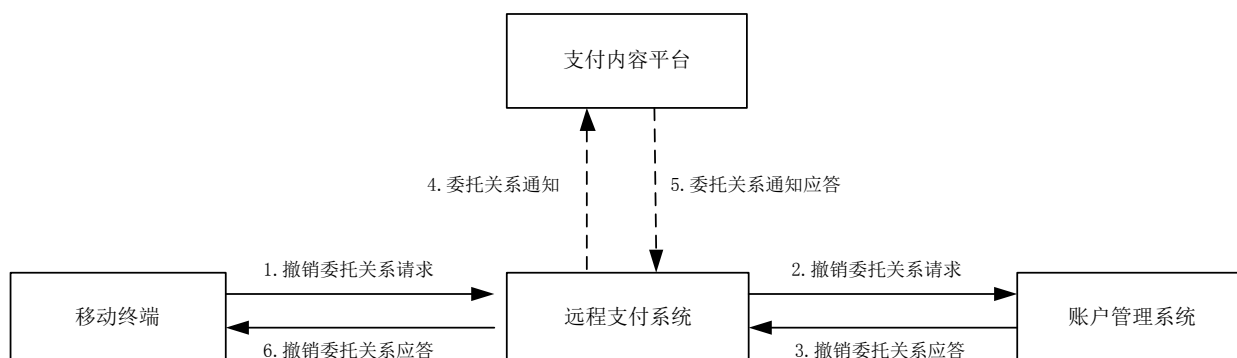 支付内容平台
4.委托关系通知
5.委托关系通知应答
1.撤销委托关系请求
2.撤销委托关系请求
移动终端
远程支付系统
账户管理系统
6.撤销委托关系应答
3.撤销委托关系应答